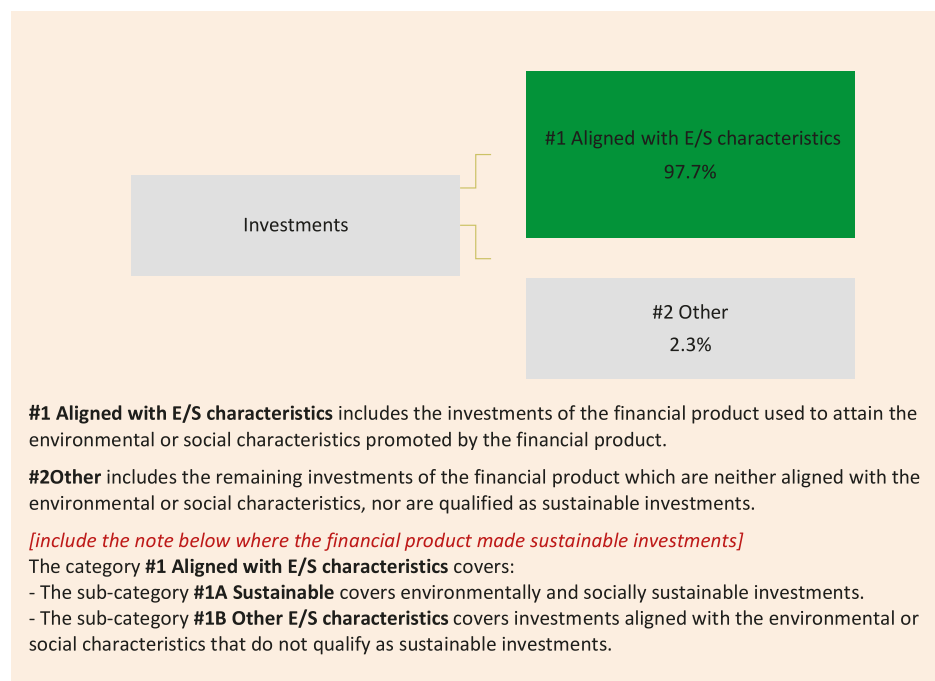 #1 Aligned with E/S characteristics
97.7%
Investments
#2 Other
2.3%
#1 Aligned with E/S characteristics includes the investments of the financial product used to attain the
environmental or social characteristics promoted by the financial product.
#2Other includes the remaining investments of the financial product which are neither aligned with the
environmental or social characteristics, nor are qualified as sustainable investments.
[include the note below where the financial product made sustainable investments]
The category #1 Aligned with E/S characteristics covers:
- The sub-category #1A Sustainable covers environmentally and socially sustainable investments.
- The sub-category #1B Other E/S characteristics covers investments aligned with the environmental or
social characteristics that do not qualify as sustainable investments.